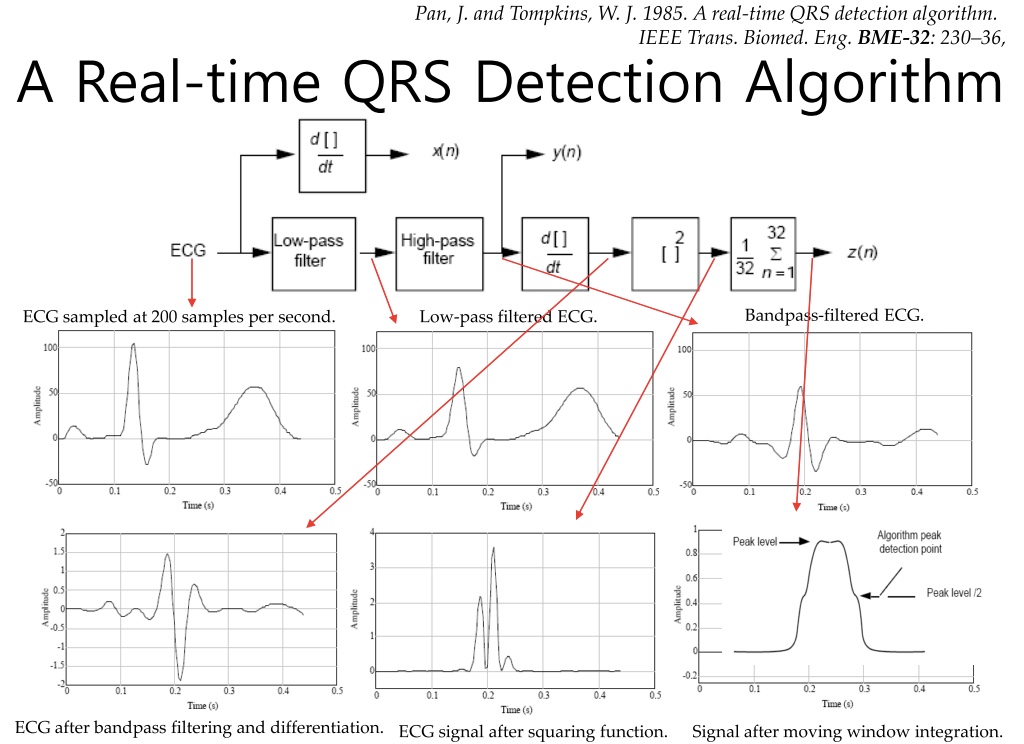 Pan, J. and Tompkins, W. J. 1985. A real-time QRS detection algorithm.
IEEE Trans. Biomed. Eng. BME-32: 230–36,
A Real-time QRS Detection Algorithm
d [ ]
dt
x(n)
y(n)
ECG
Low-pass
filter
High-pass
filter
d [ ]
dt
[ ]
2
1
32
32
Σ
n = 1
z(n)
ECG sampled at 200 samples per second.
Low-pass filtered ECG.
Bandpass-filtered ECG.
Amplitude
100
50
0
-50
0 0.1 0.2 0.3 0.4 0.5
Time (s)
Amplitude
100
50
0
-50
0 0.1 0.2 0.3 0.4 0.5
Time (s)
Amplitude
100
50
0
-50
0 0.1 0.2 0.3 0.4 0.5
Time (s)
Amplitude
2
1.5
1
0.5
0
-0.5
-1
-1.5
-2
0 0.1 0.2 0.3 0.4 0.5
Time (s)
Amplitude
4
3
2
1
0
0 0.1 0.2 0.3 0.4 0.5
Time (s)
Amplitude
1
0.8
0.6
0.4
0.2
0
-0.2
Peak level
Algorithm peak
detection point
Peak level /2
0 0.1 0.2 0.3 0.4 0.5
Time (s)
ECG after bandpass filtering and differentiation.
ECG signal after squaring function.
Signal after moving window integration.